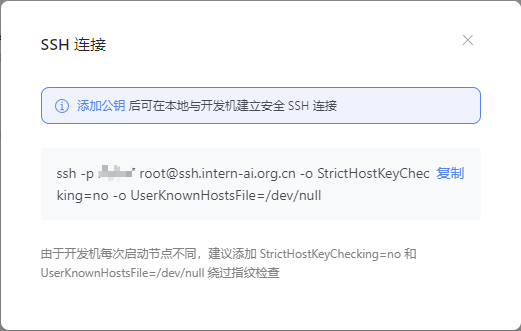 SSH 连接
添加公钥 后可在本地与开发机建立安全 SSH 连接
ssh -p root@ssh.intern-ai.org.cn -o StrictHostKeyChec 复制
king=no -o UserKnownHostsFile=/dev/null
由于开发机每次启动节点不同，建议添加 StrictHostKeyChecking=no 和
UserKnownHostsFile=/dev/null 绕过指纹检查